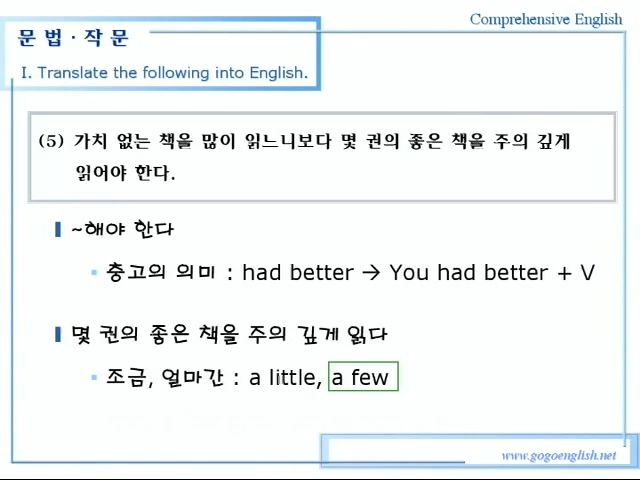 Comprehensive English
문 법 · 작 문
I. Translate the following into English.
(5) 가치 없는 책을 많이 읽느니보다 몇 권의 좋은 책을 주의 깊게
읽어야 한다.
~해야 한다
충고의 의미 : had better → You had better + V
몇 권의 좋은 책을 주의 깊게 읽다
조금, 얼마간 : a little, a few
www.gogoenglish.net